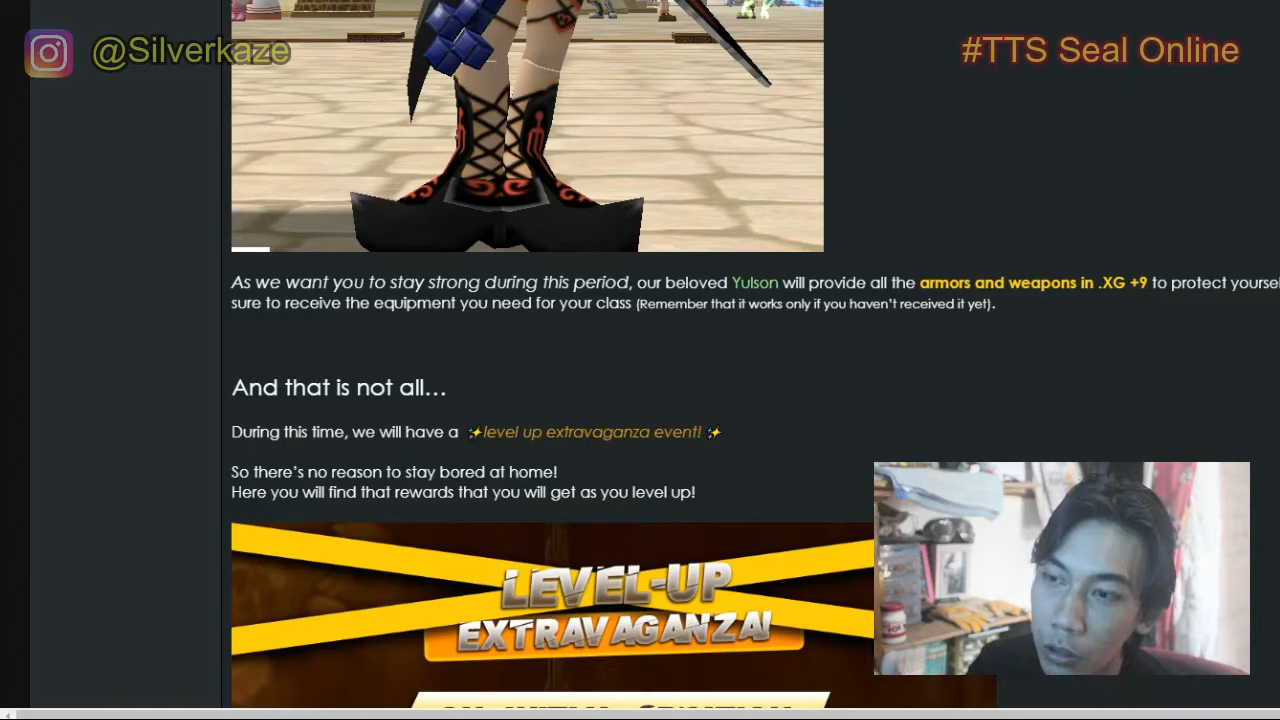 @Silverkaze
#TTS Seal Online
As we want you to stay strong during this period, our beloved Yulson will provide all the armors and weapons in .XG +9 to protect
sure to receive the equipment you need for your class (Remember that it works only if you haven't received it yet).
And that is not all...
During this time, we will have a ✨level up extravaganza event! ✨
So there's no reason to stay bored at home!
Here you will find that rewards that you will get as you level up!
LEVEL-UP
EXTRAVAGANZA!